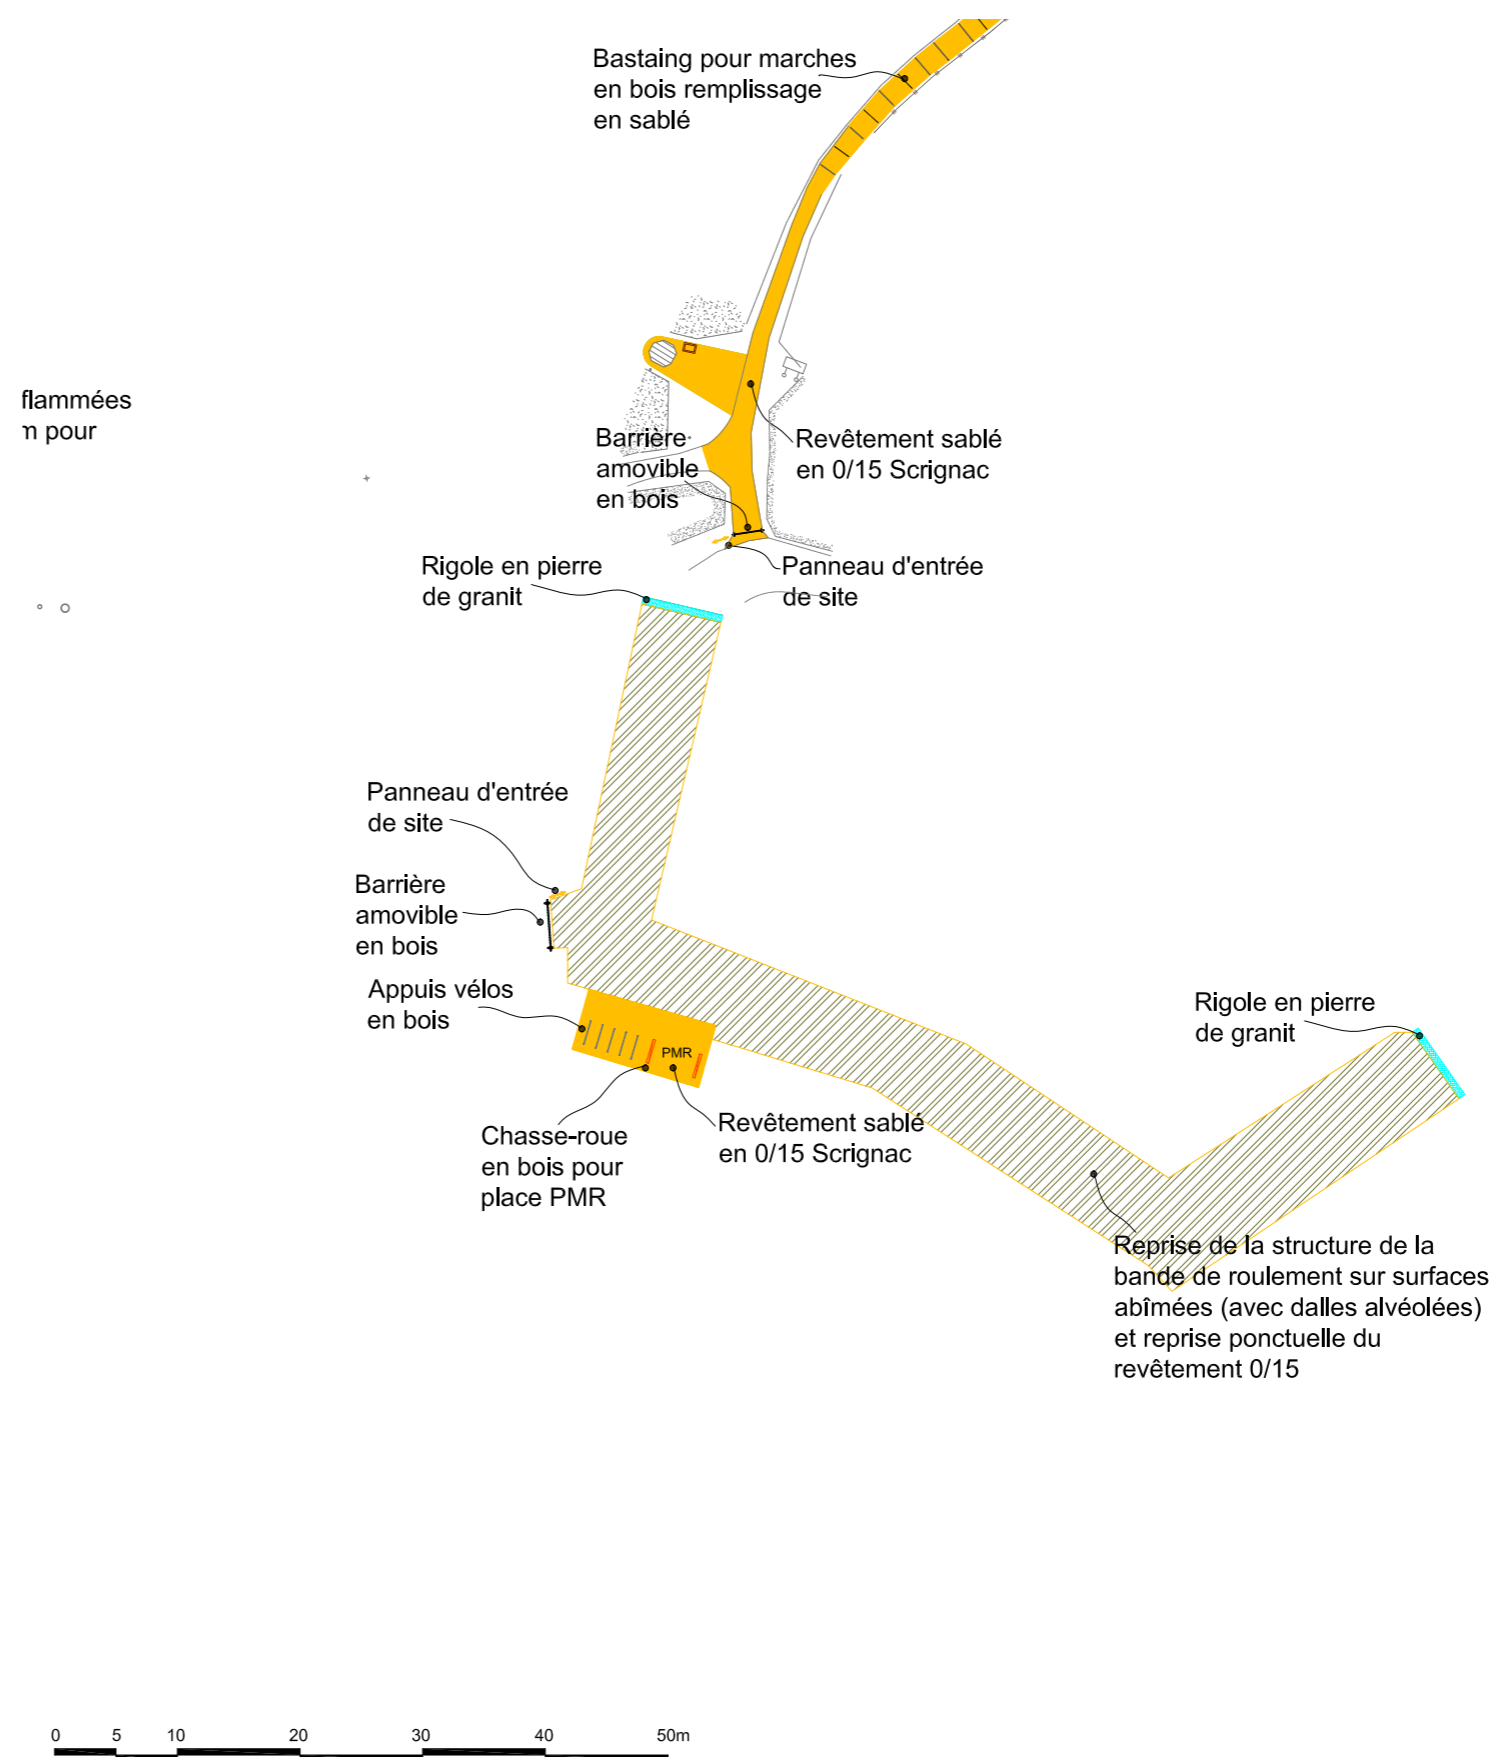 Bastaing pour marches
en bois remplissage
en sablé
flammées
m pour
Barrière
amovible
en bois
Revêtement sablé
en 0/15 Scrignac
Rigole en pierre
de granit
Panneau d'entrée
de site
Panneau d'entrée
de site
Barrière
amovible
en bois
Appuis vélos
en bois
PMR
Rigole en pierre
de granit
Chasse-roue
en bois pour
place PMR
Revêtement sablé
en 0/15 Scrignac
Reprise de la structure de la
bande de roulement sur surfaces
abîmées (avec dalles alvéolées)
et reprise ponctuelle du
revêtement 0/15
0 5 10 20 30 40 50m